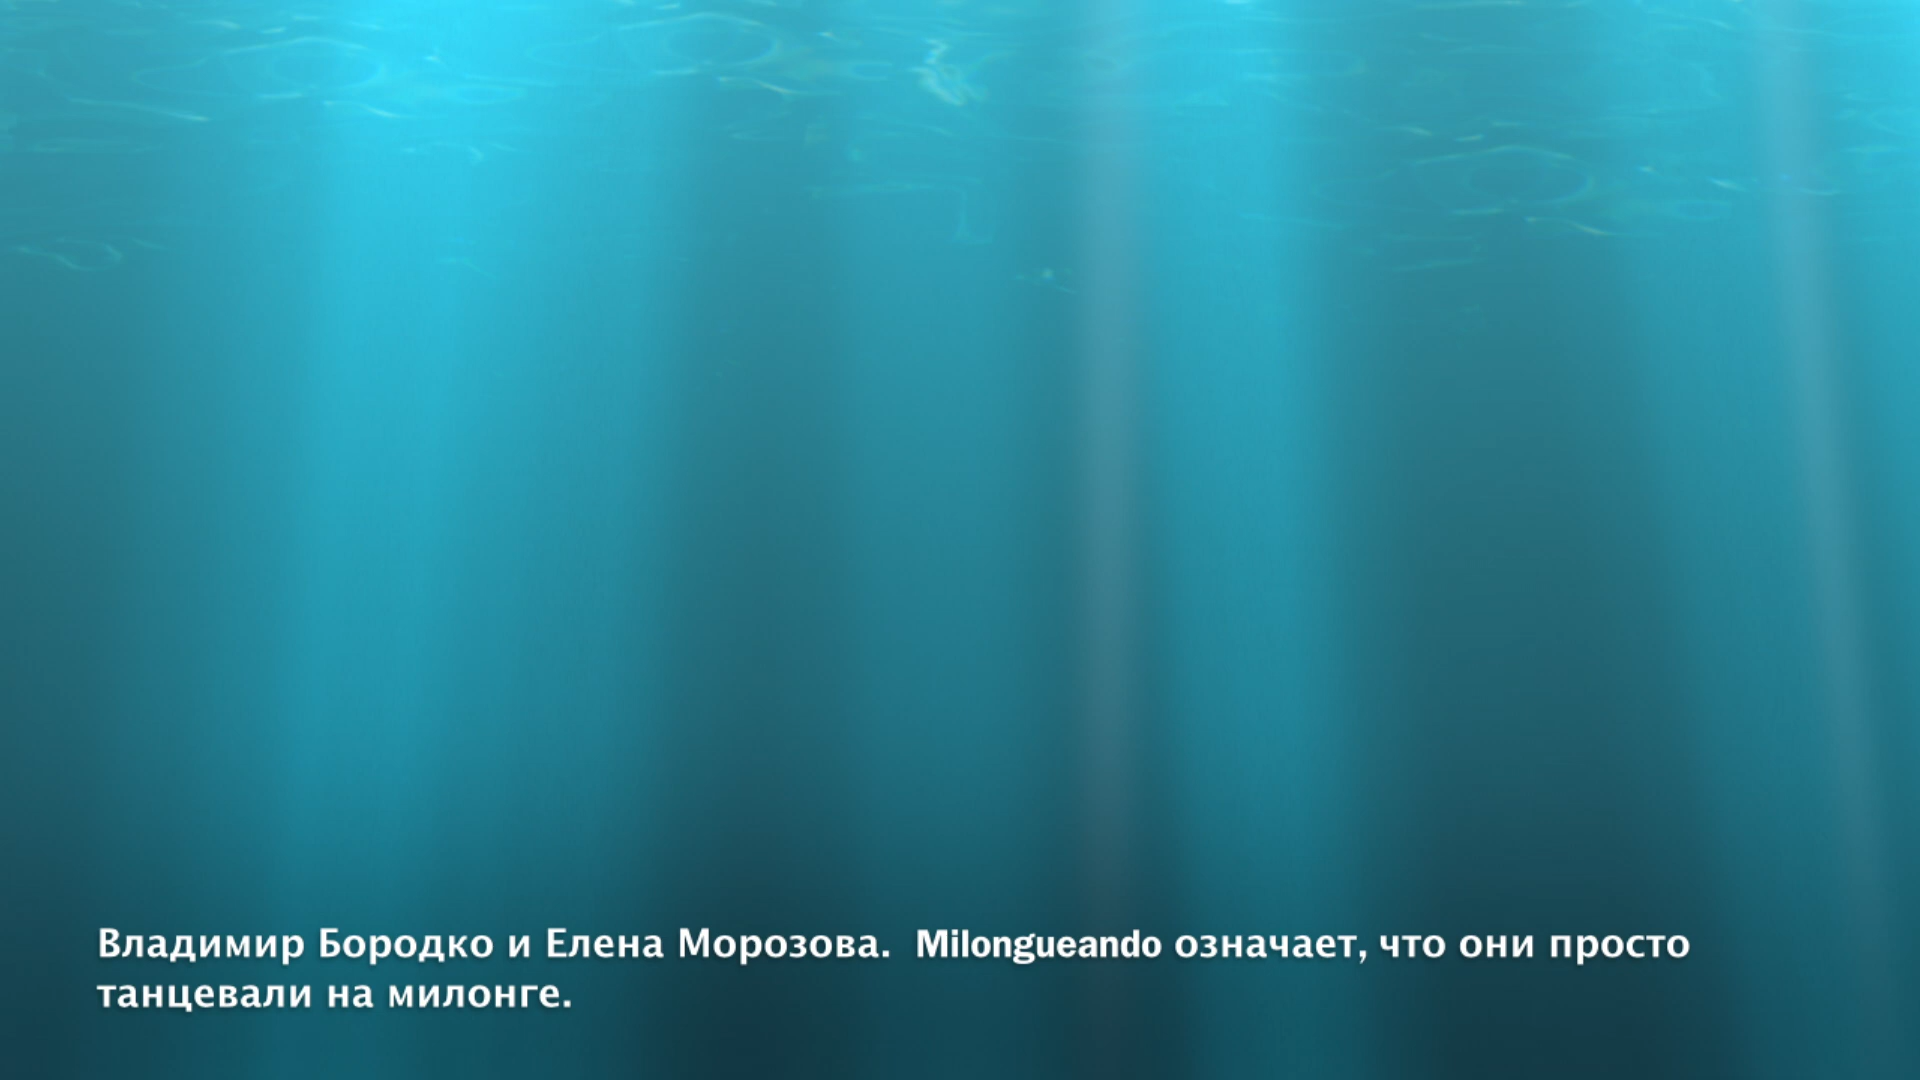 Владимир Бородко и Елена Морозова.  Milongueando означает, что они просто
танцевали на милонге.